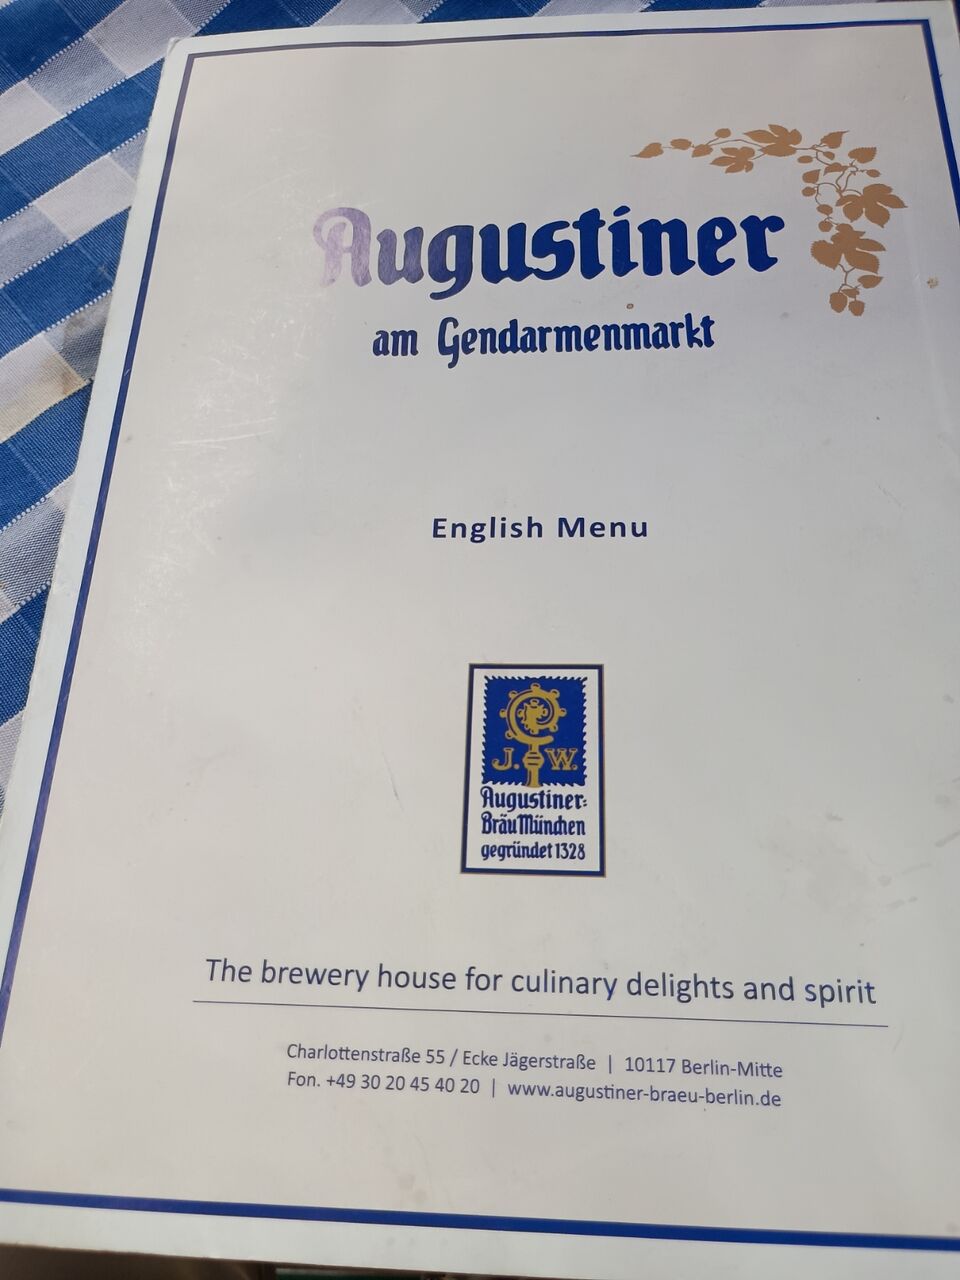 Augustiner
am Gendarmenmarkt
English Menu
J. W.
Augustiner-
Bräu München
gegründet 1328
The brewery house for culinary delights and spirit
Charlottenstraße 55 / Ecke Jägerstraße | 10117 Berlin-Mitte
Fon. +49 30 20 45 40 20 | www.augustiner-braeu-berlin.de